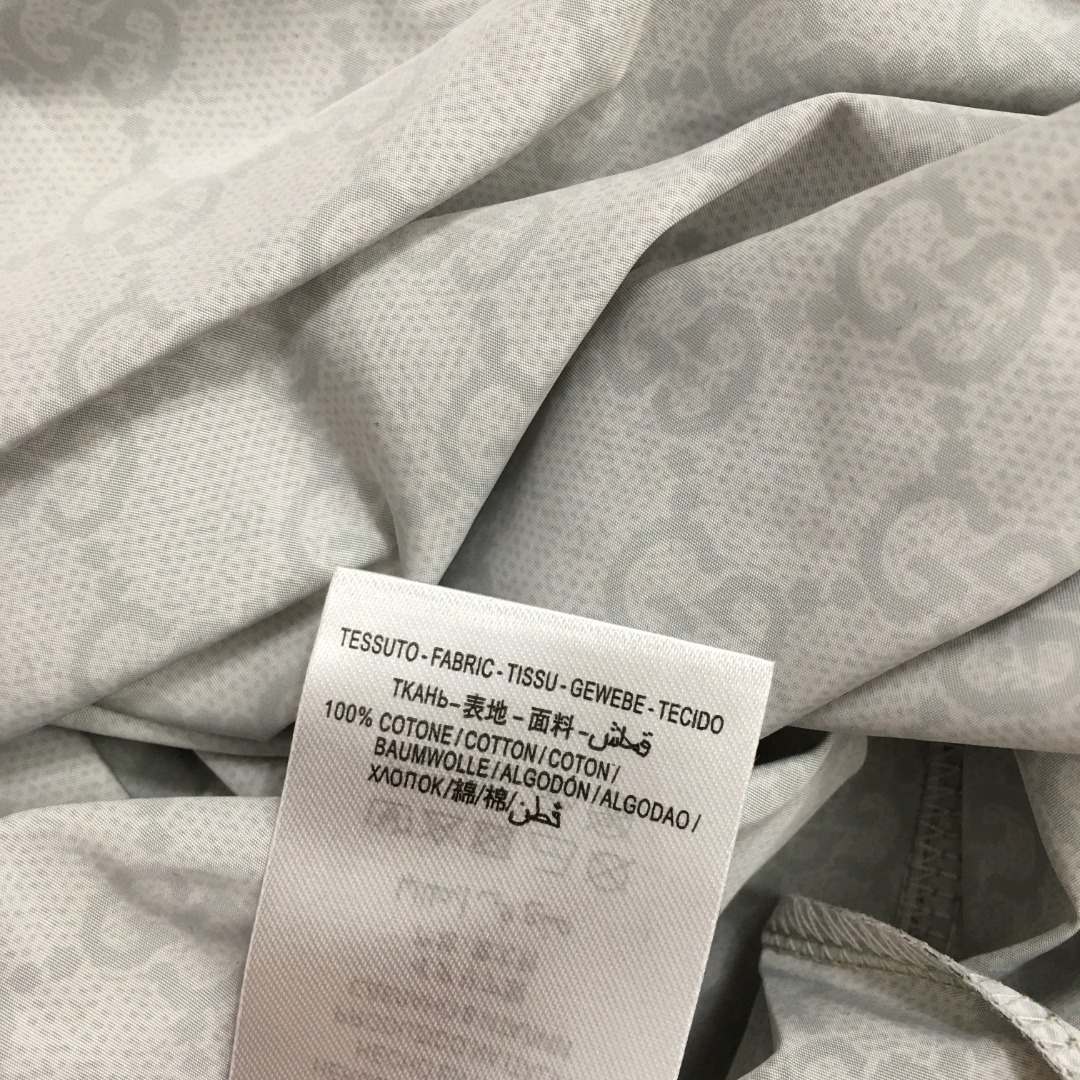 TESSUTO - FABRIC - TISSU - GEWEBE - TECIDO
ТКАНЬ - 表地 - 面料 - قماش
100% COTONE / COTTON / COTON /
BAUMWOLLE / ALGODÓN / ALGODAO /
ХЛОПОК / 綿 / 棉 / قطن